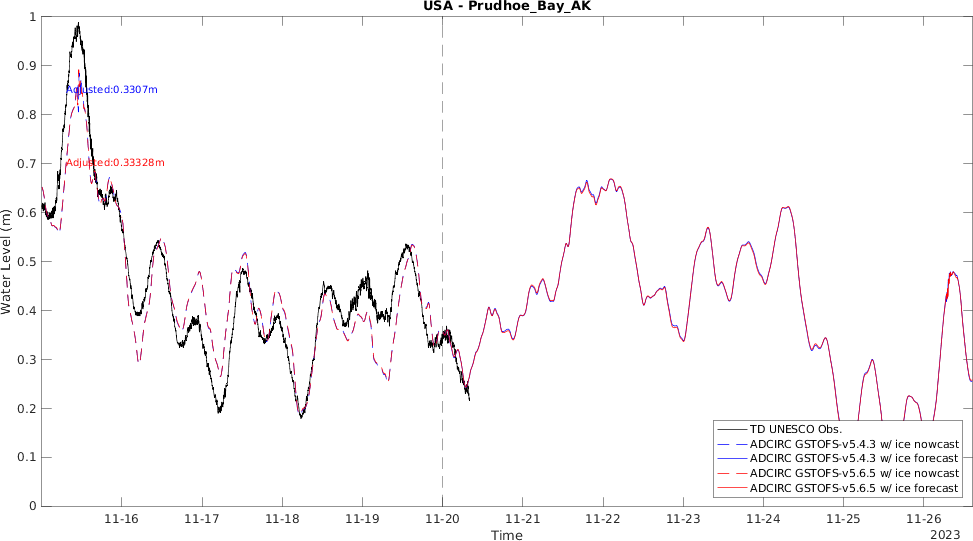 USA - Prudhoe_Bay_AK
1
0.9
0.8
0.7
0.6
0.5
0.4
0.3
0.2
0.1
0
Water Level (m)
Adjusted:0.3307m
Adjusted:0.33328m
TD UNESCO Obs.
ADCIRC GSTOFS-v5.4.3 w/ ice nowcast
ADCIRC GSTOFS-v5.4.3 w/ ice forecast
ADCIRC GSTOFS-v5.6.5 w/ ice nowcast
ADCIRC GSTOFS-v5.6.5 w/ ice forecast
11-16 11-17 11-18 11-19 11-20 11-21 11-22 11-23 11-24 11-25 11-26
Time
2023